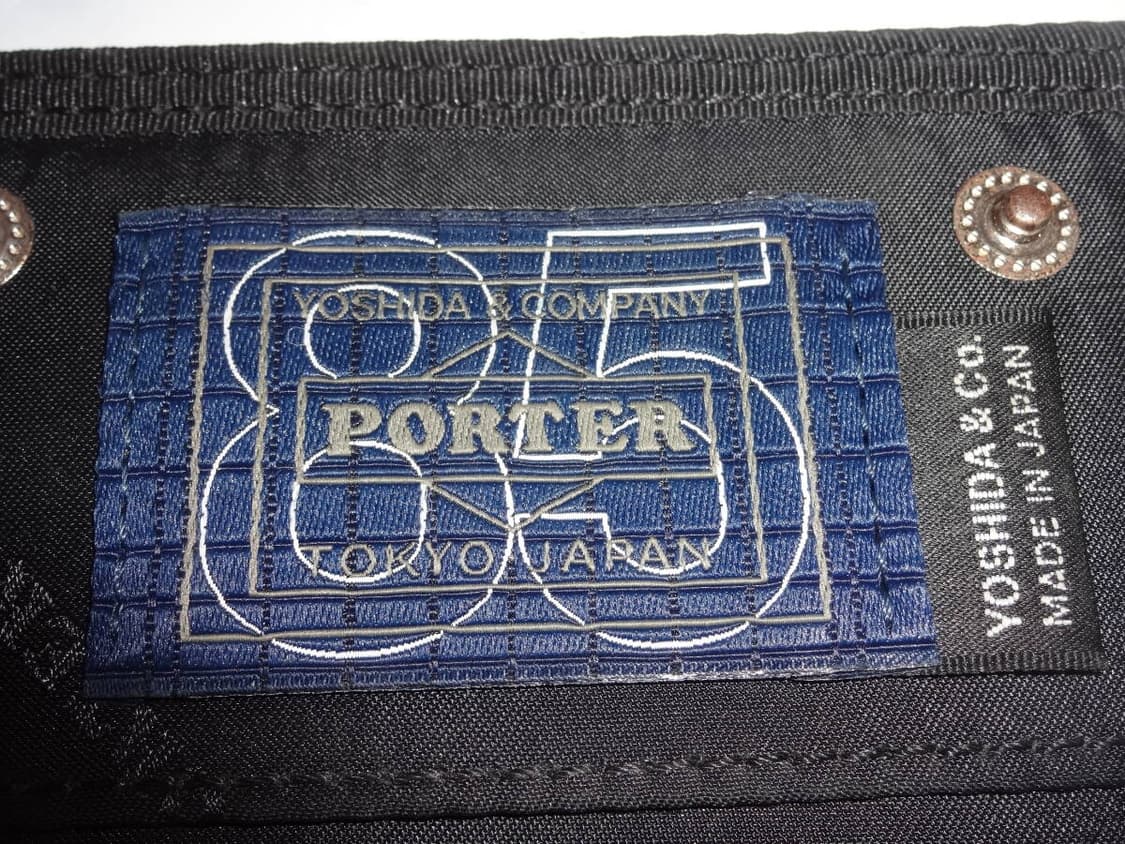 85
YOSHIDA & COMPANY
PORTER
TOKYO JAPAN
YOSHIDA & CO.
MADE IN JAPAN